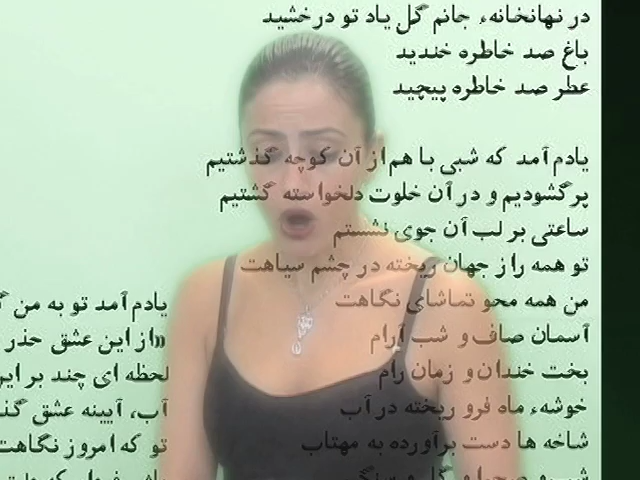 در نهانخانهء جانم گل یاد تو درخشید
باغ صد خاطره خندید
عطر صد خاطره پیچید
یادم آمد که شبی با هم از آن کوچه گذشتیم
پرگشودیم و در آن خلوت دلخواسته گشتیم
ساعتی بر لب آن جوی نشستم
تو همه راز جهان ریخته در چشم سیاهت
من همه محو تماشای نگاهت
آسمان صاف و شب آرام
بخت خندان و زمان رام
خوشهء ماه فرو ریخته در آب
شاخه ها دست برآورده به مهتاب
یادم آمد تو به من
«از این عشق حذر
لحظه ای چند بر این
آب، آیینه عشق
تو که امروز نگاهت